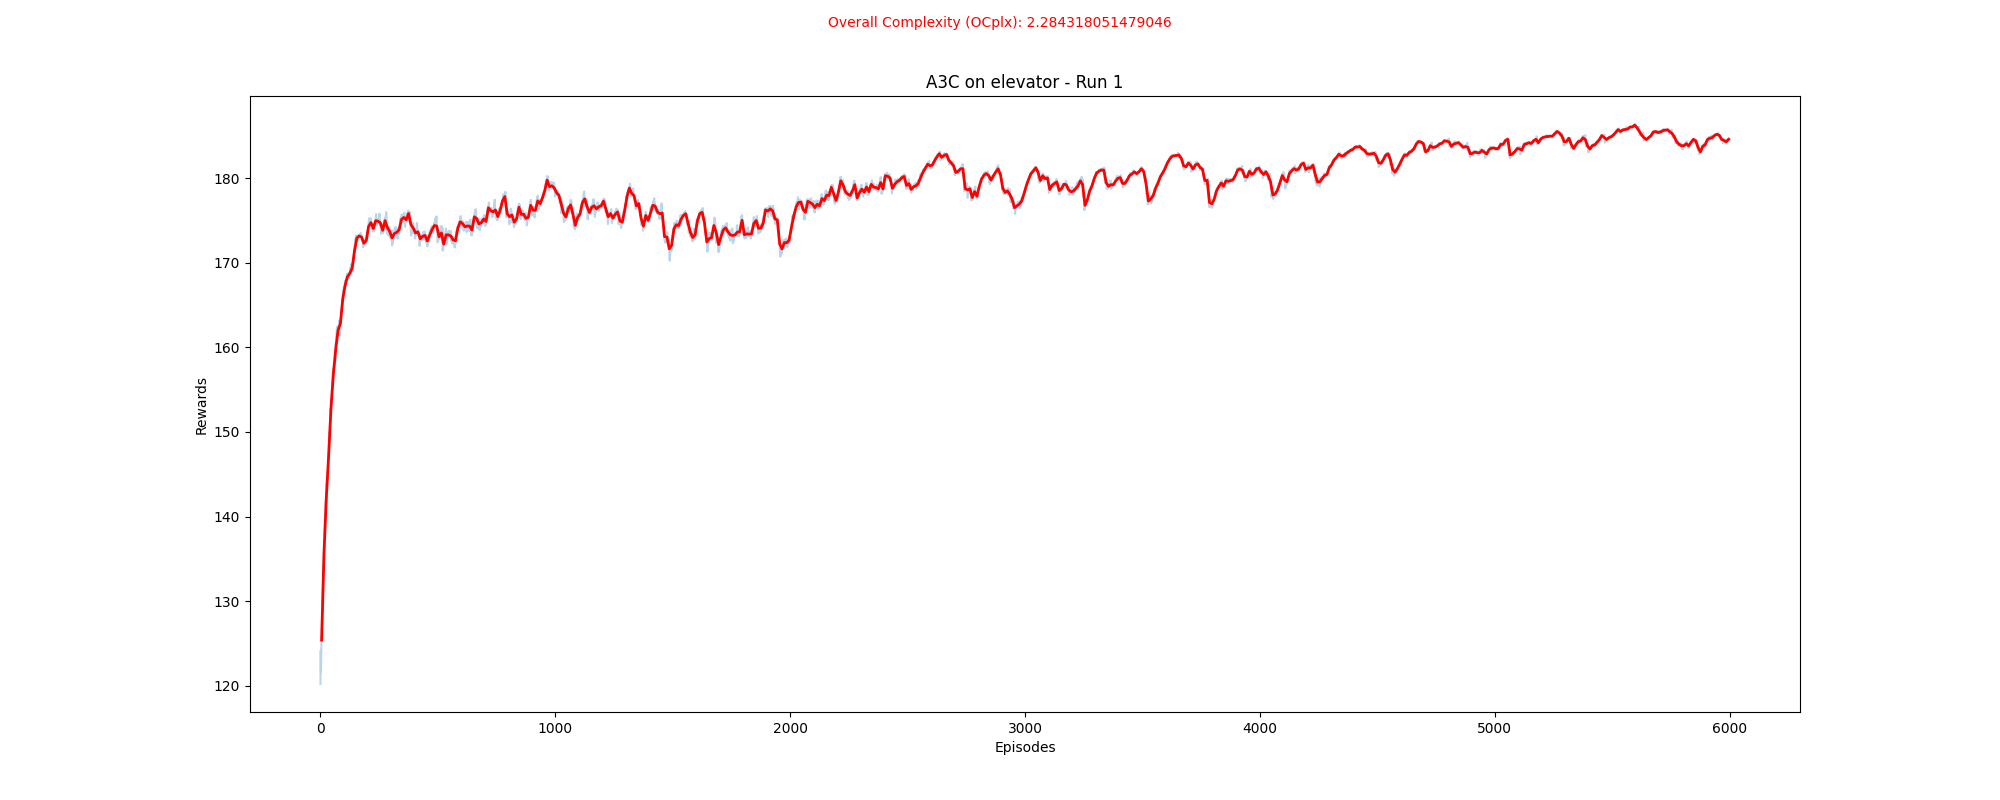 Overall Complexity (OCplx): 2.284318051479046
A3C on elevator - Run 1
Rewards
180
170
160
150
140
130
120
0 1000 2000 3000 4000 5000 6000
Episodes